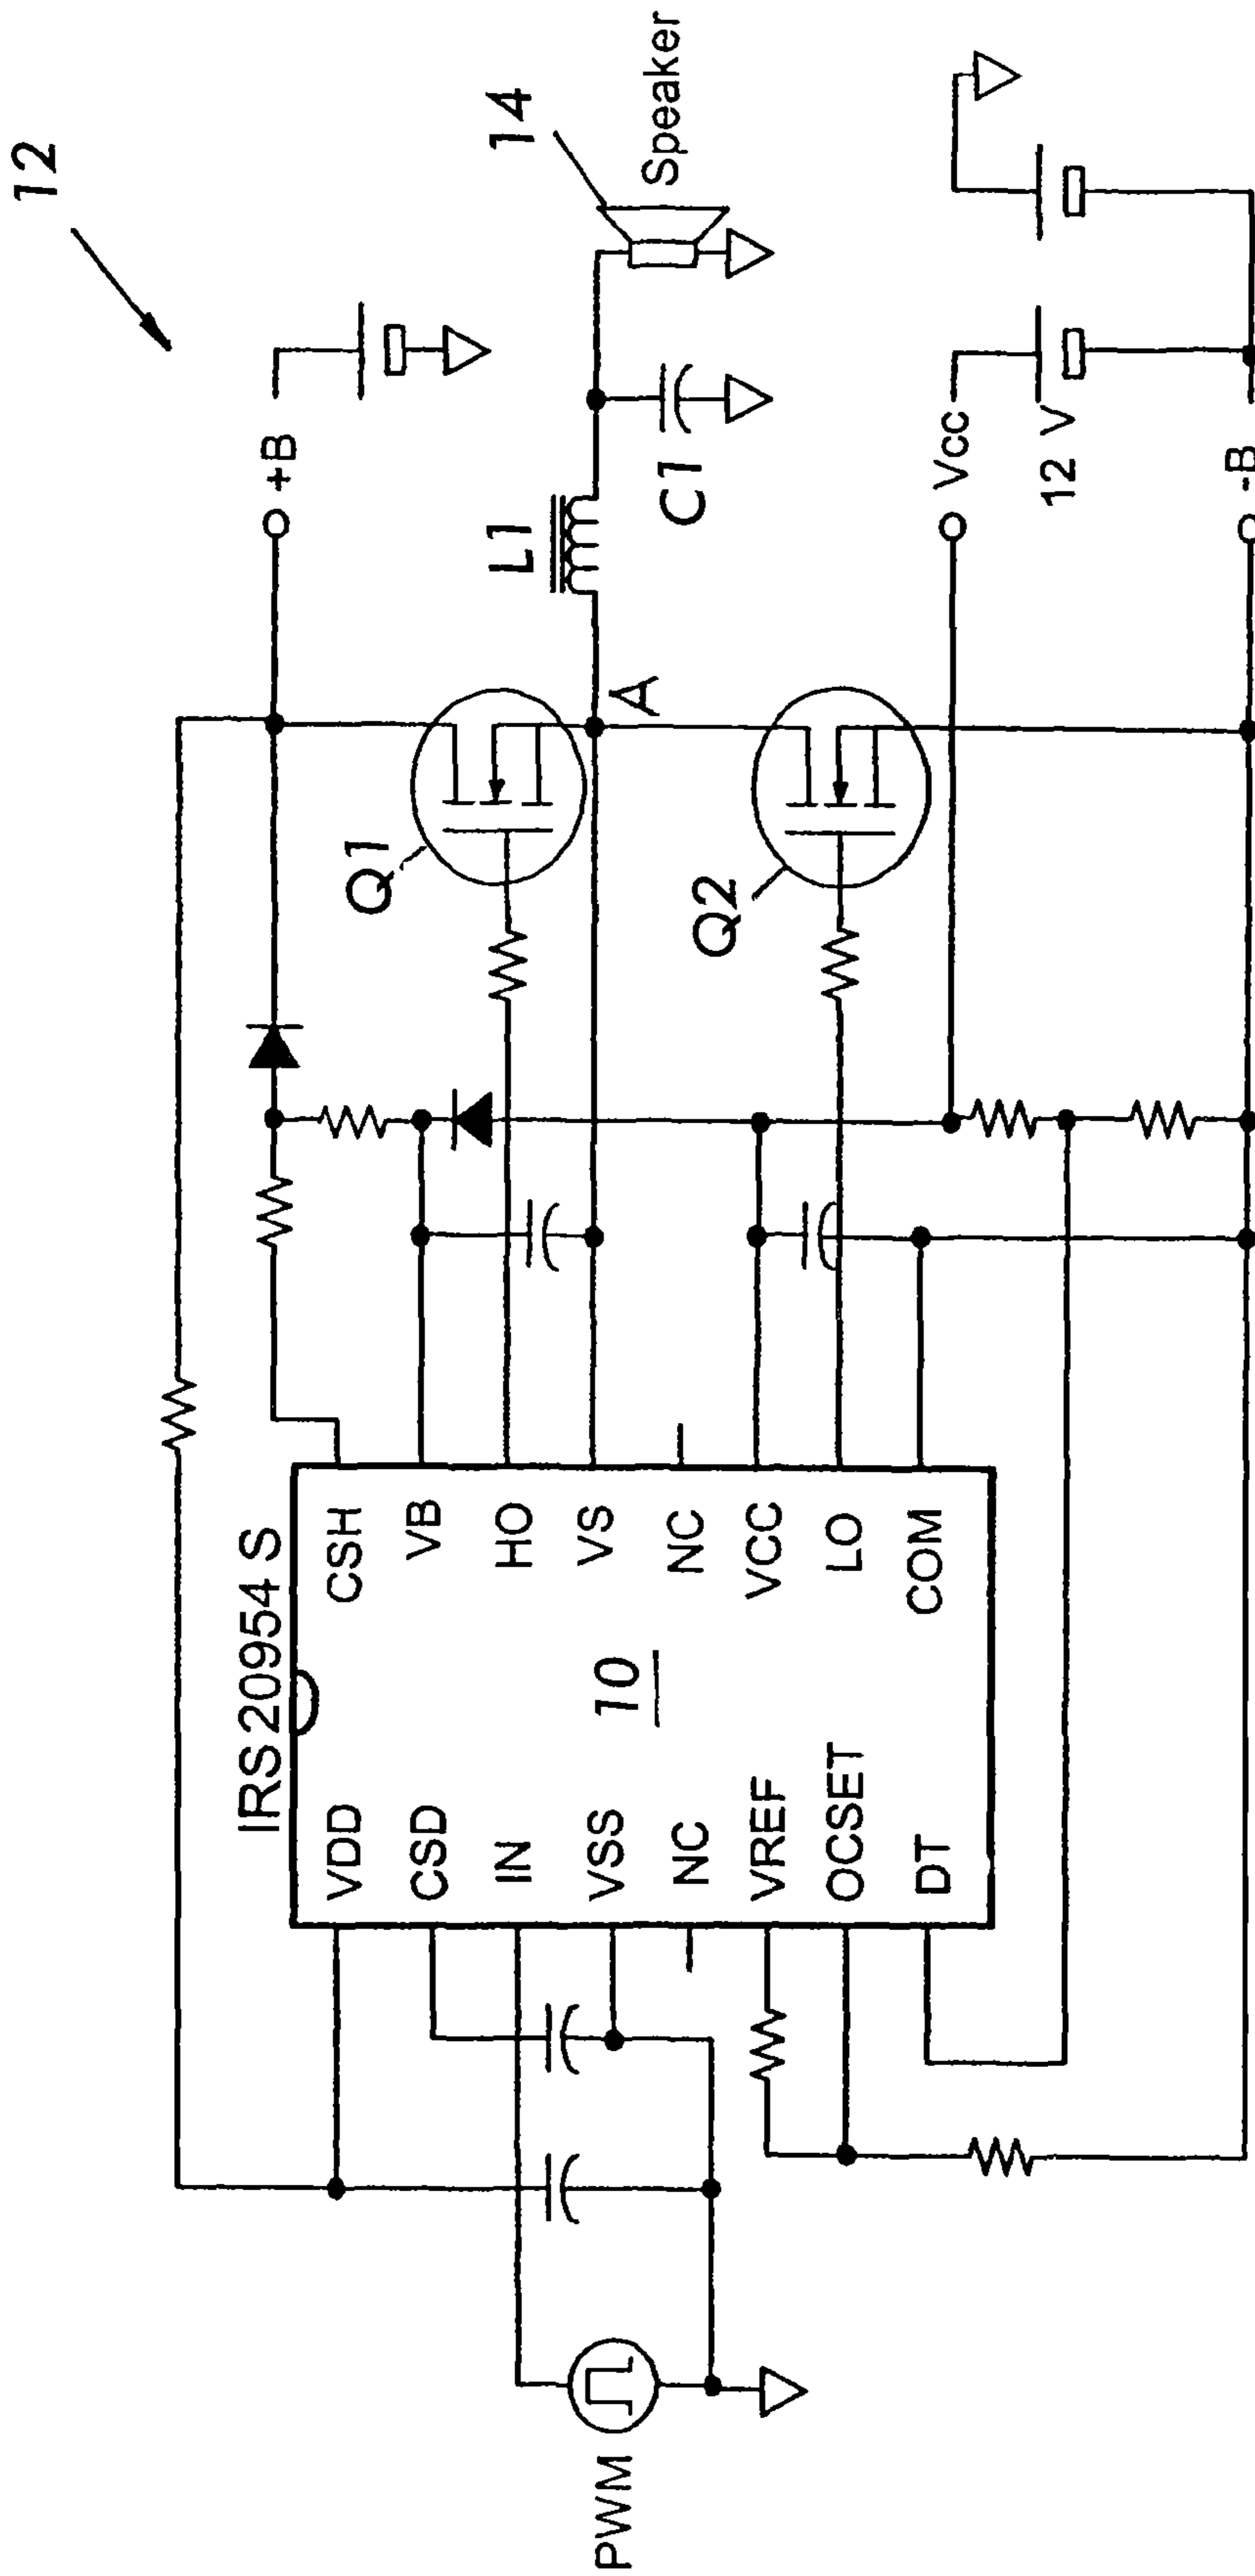 12
+B
14
Speaker
L1
C1
Q1
A
Q2
Vcc
12 V
-B
IRS20954 S
VDD
CSD
IN
VSS
NC
VREF
OCSET
DT
10
CSH
VB
HO
VS
NC
VCC
LO
COM
PWM